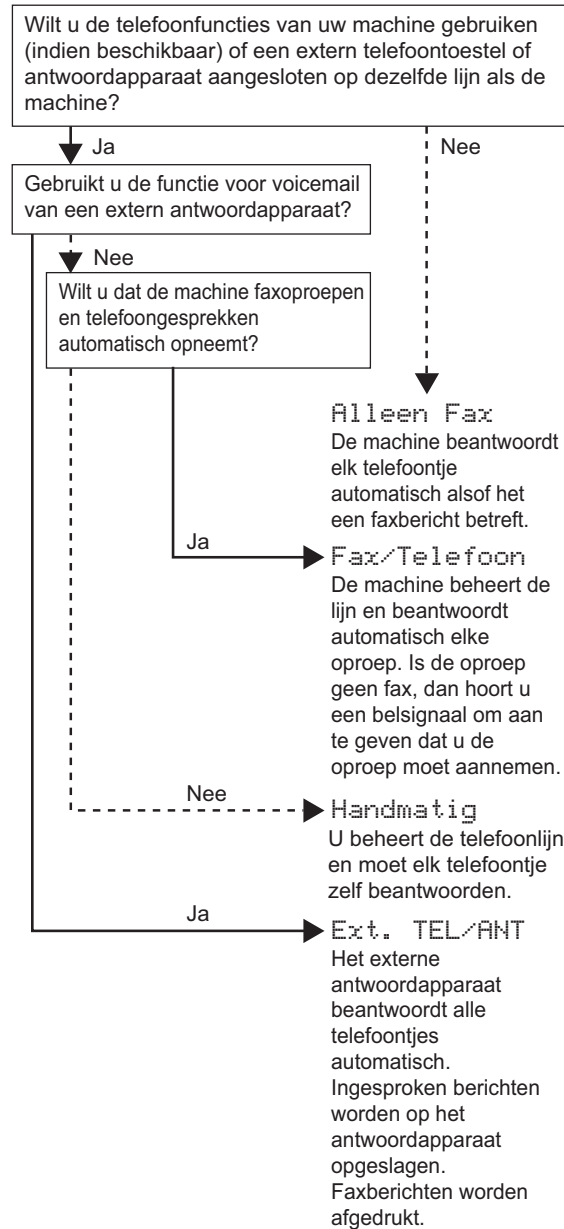 Wilt u de telefoonfuncties van uw machine gebruiken
(indien beschikbaar) of een extern telefoontoestel of
antwoordapparaat aangesloten op dezelfde lijn als de
machine?
Ja
Nee
Gebruikt u de functie voor voicemail
van een extern antwoordapparaat?
Nee
Wilt u dat de machine faxoproepen
en telefoongesprekken
automatisch opneemt?
Alleen Fax
De machine beantwoordt
elk telefoontje
automatisch alsof het
een faxbericht betreft.
Ja
Fax/Telefoon
De machine beheert de
lijn en beantwoordt
automatisch elke
oproep. Is de oproep
geen fax, dan hoort u
een belsignaal om aan
te geven dat u de
oproep moet aannemen.
Nee
Handmatig
U beheert de telefoonlijn
en moet elk telefoontje
zelf beantwoorden.
Ja
Ext. TEL/ANT
Het externe
antwoordapparaat
beantwoordt alle
telefoontjes
automatisch.
Ingesproken berichten
worden op het
antwoordapparaat
opgeslagen.
Faxberichten worden
afgedrukt.